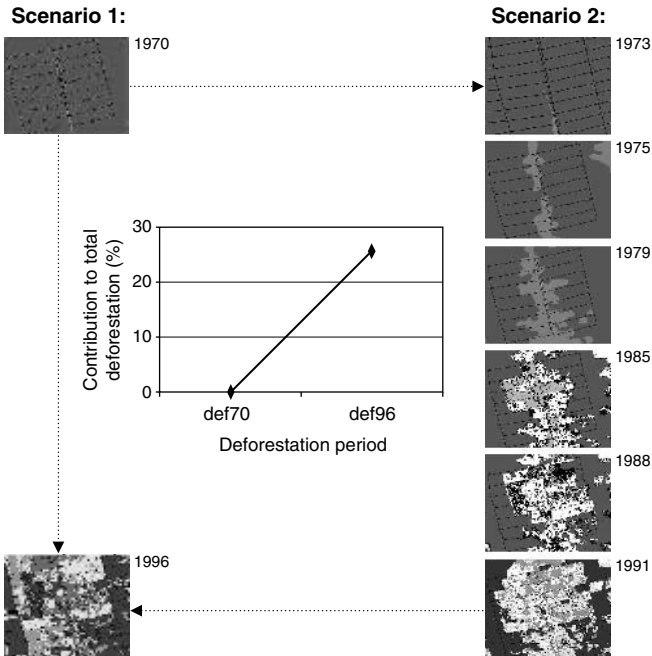 Scenario 1:
Scenario 2:
1970
1973
1975
1979
1985
1988
1991
1996
Contribution to total
deforestation (%)
30
20
10
0
def70
def96
Deforestation period